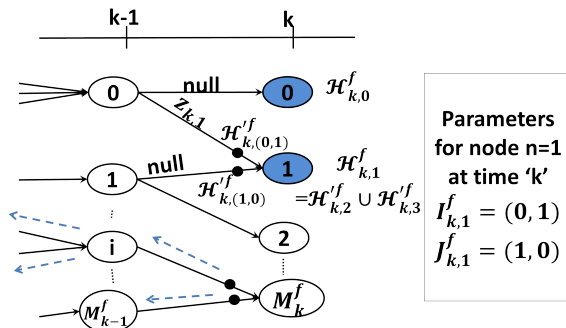 k-1 k
null
0 0 ℋ^f_{k,0}
z_{k,1}
ℋ'^f_{k,(0,1)}
null
1 1 ℋ^f_{k,1}
ℋ'^f_{k,(1,0)} =ℋ'^f_{k,2} ∪ ℋ'^f_{k,3}
2
i
M^f_{k-1} M^f_k
Parameters
for node n=1
at time ‘k’
I^f_{k,1} = (0, 1)
J^f_{k,1} = (1, 0)